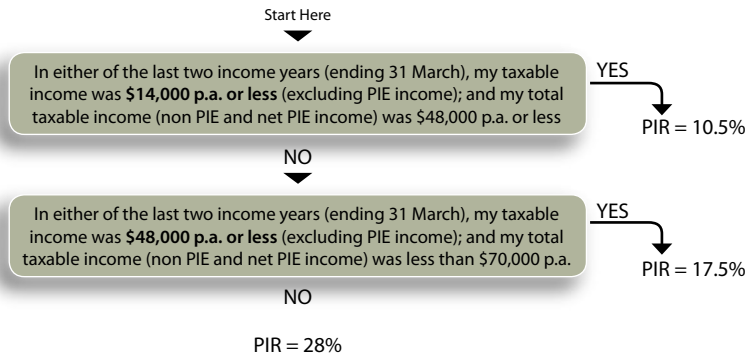 Start Here
In either of the last two income years (ending 31 March), my taxable
income was $14,000 p.a. or less (excluding PIE income); and my total
taxable income (non PIE and net PIE income) was $48,000 p.a. or less
YES
PIR = 10.5%
NO
In either of the last two income years (ending 31 March), my taxable
income was $48,000 p.a. or less (excluding PIE income); and my total
taxable income (non PIE and net PIE income) was less than $70,000 p.a.
YES
PIR = 17.5%
NO
PIR = 28%